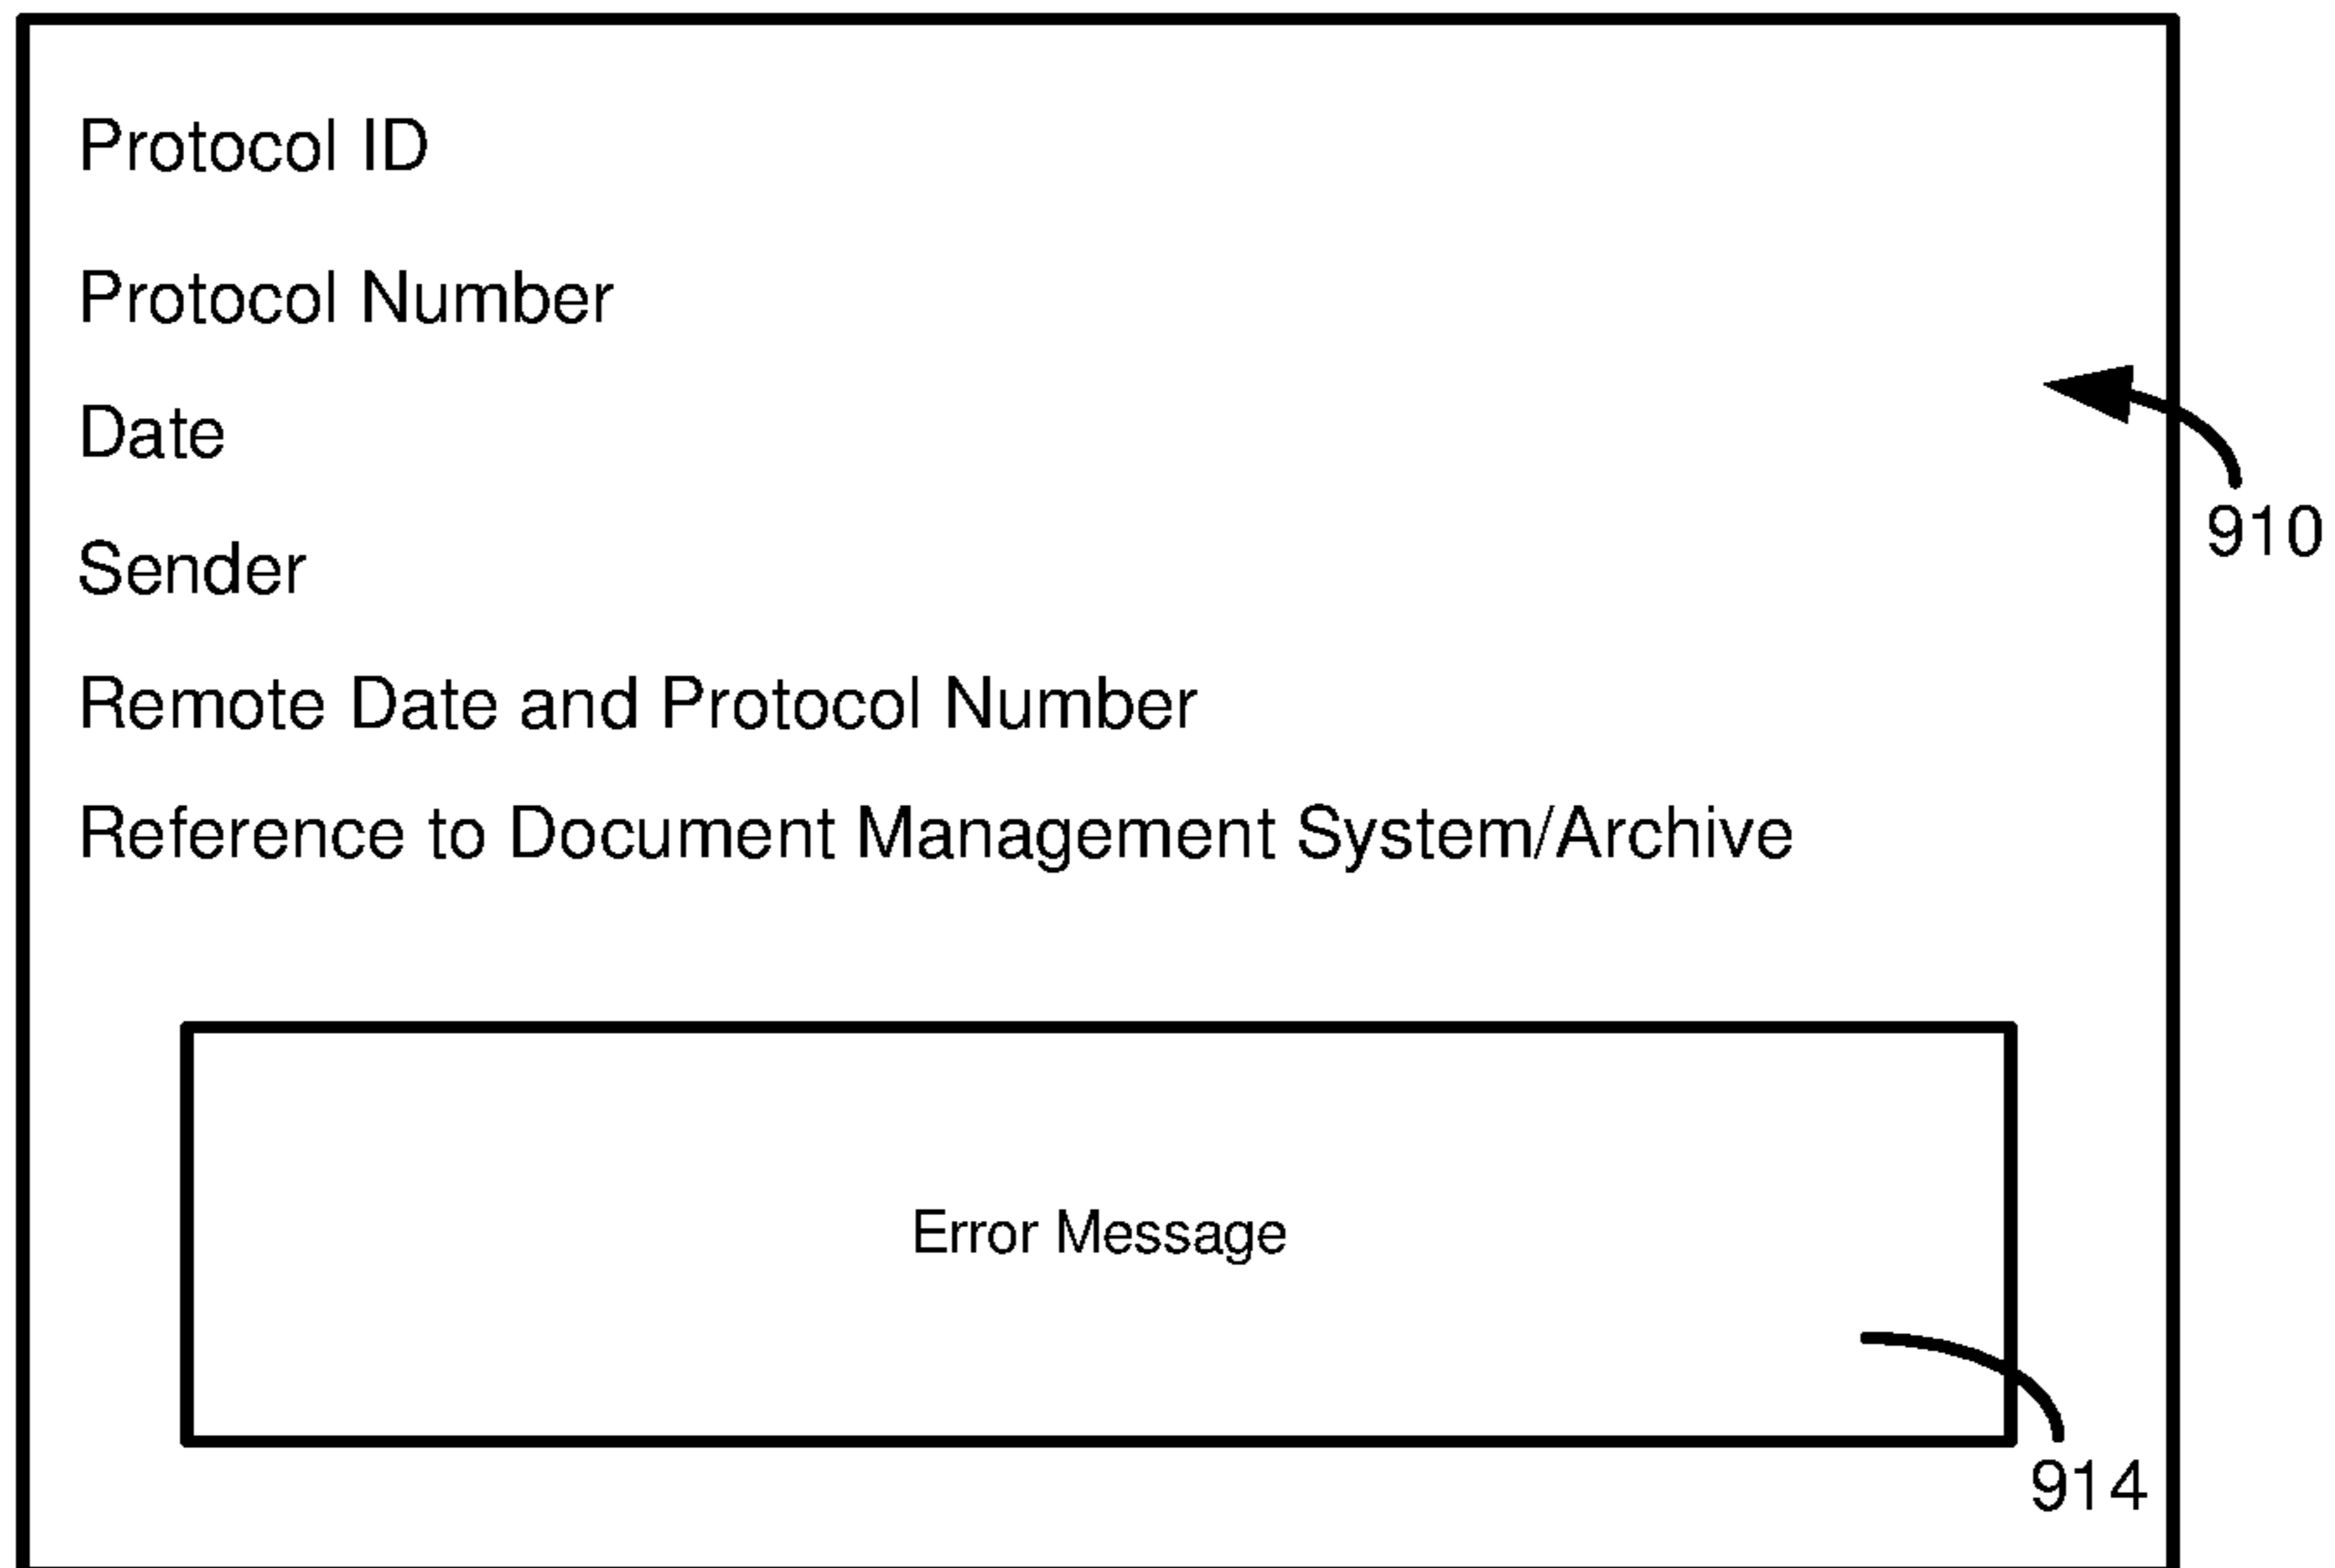 Protocol ID
Protocol Number
Date
Sender
910
Remote Date and Protocol Number
Reference to Document Management System/Archive
Error Message
914